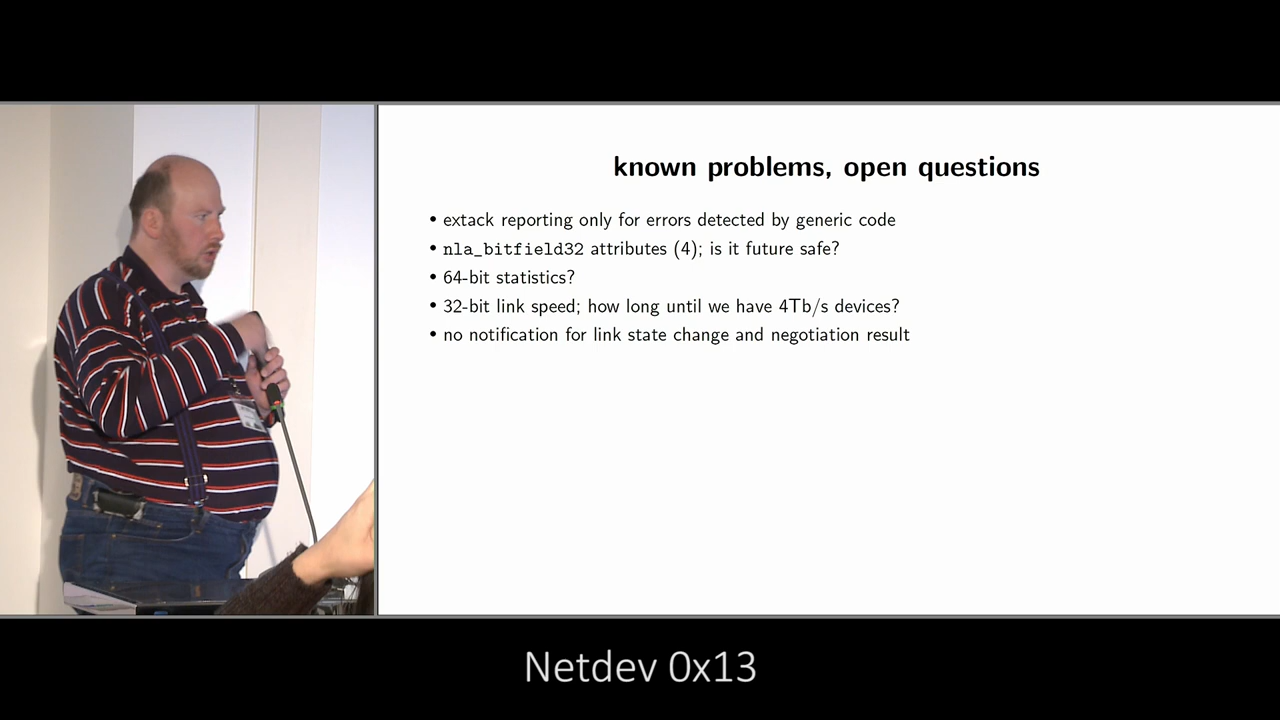 known problems, open questions
• extack reporting only for errors detected by generic code
• nla_bitfield32 attributes (4); is it future safe?
• 64-bit statistics?
• 32-bit link speed; how long until we have 4Tb/s devices?
• no notification for link state change and negotiation result
Netdev 0x13